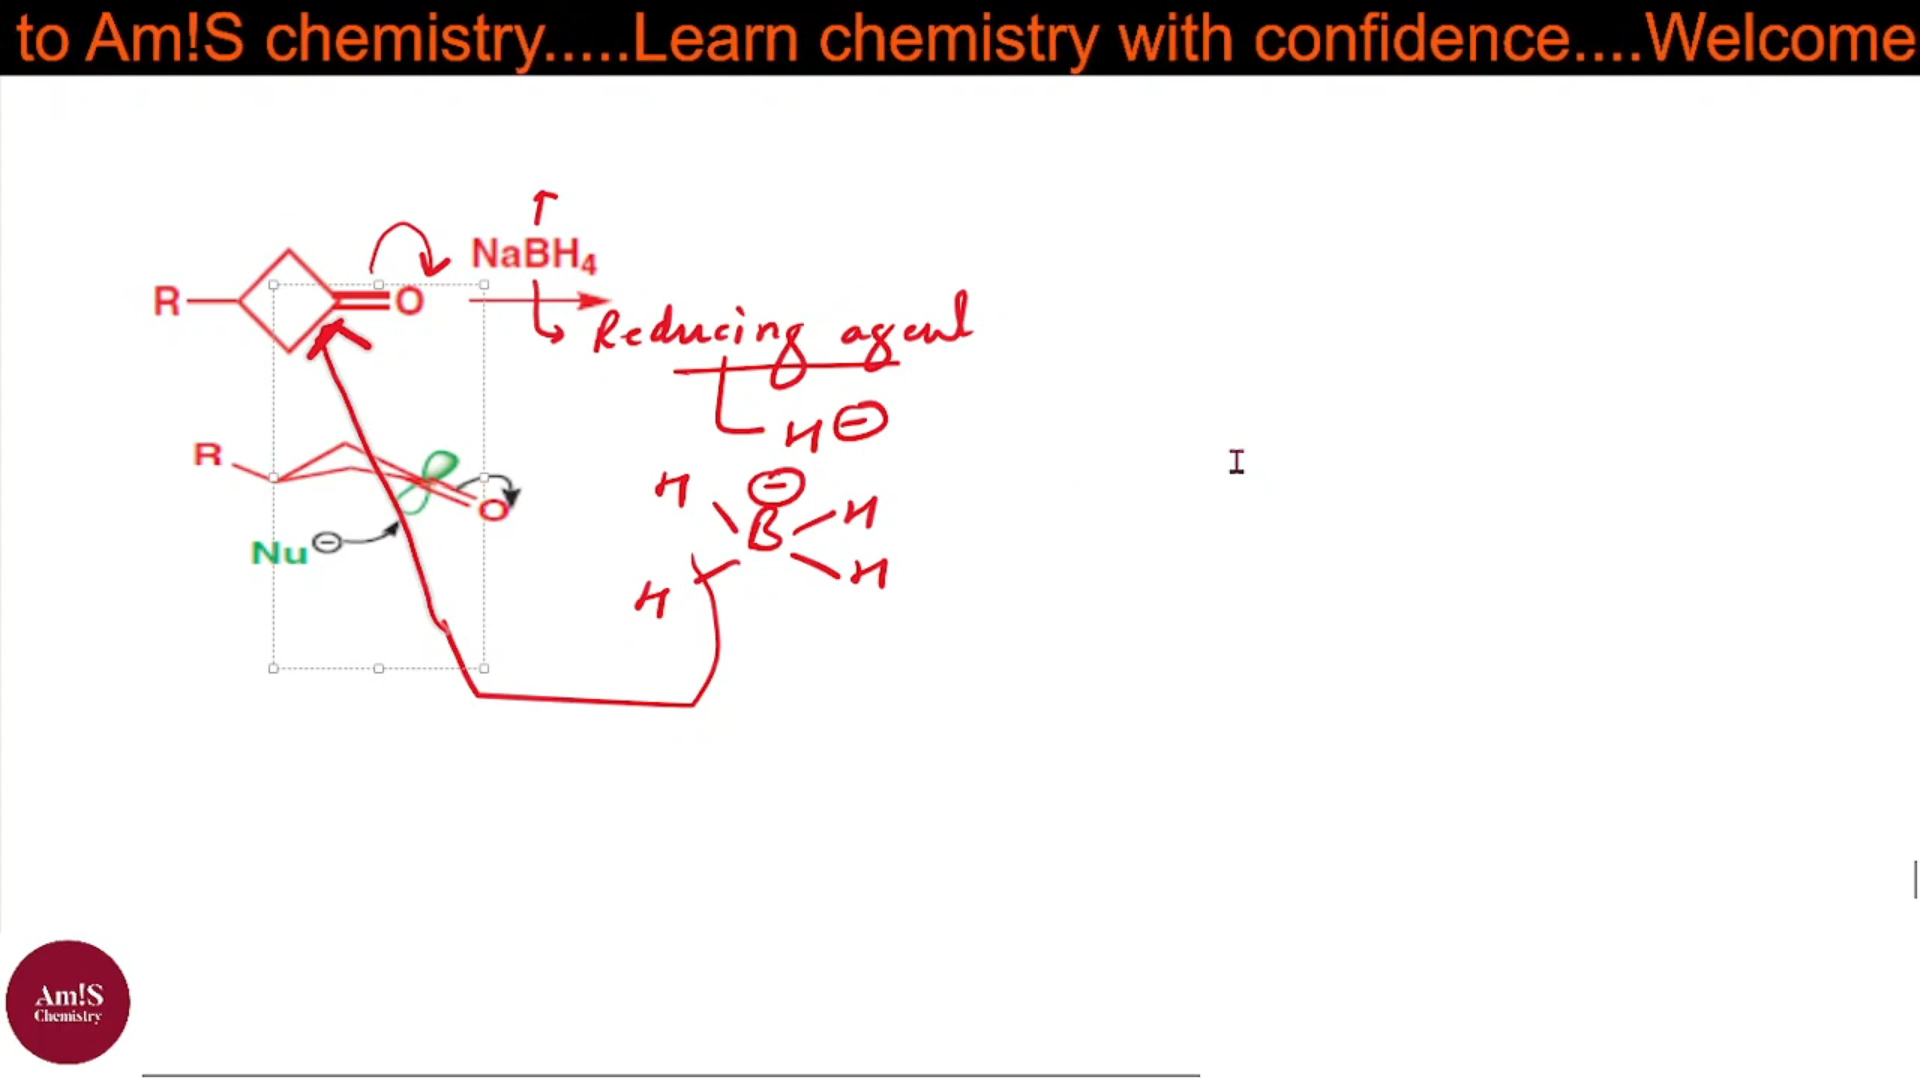 to Am!S chemistry.....Learn chemistry with confidence....Welcome
NaBH4
R
O
Reducing agent
H ⊖
R
O
Nu ⊖
H ⊖ H
B
H H
Am!S
Chemistry